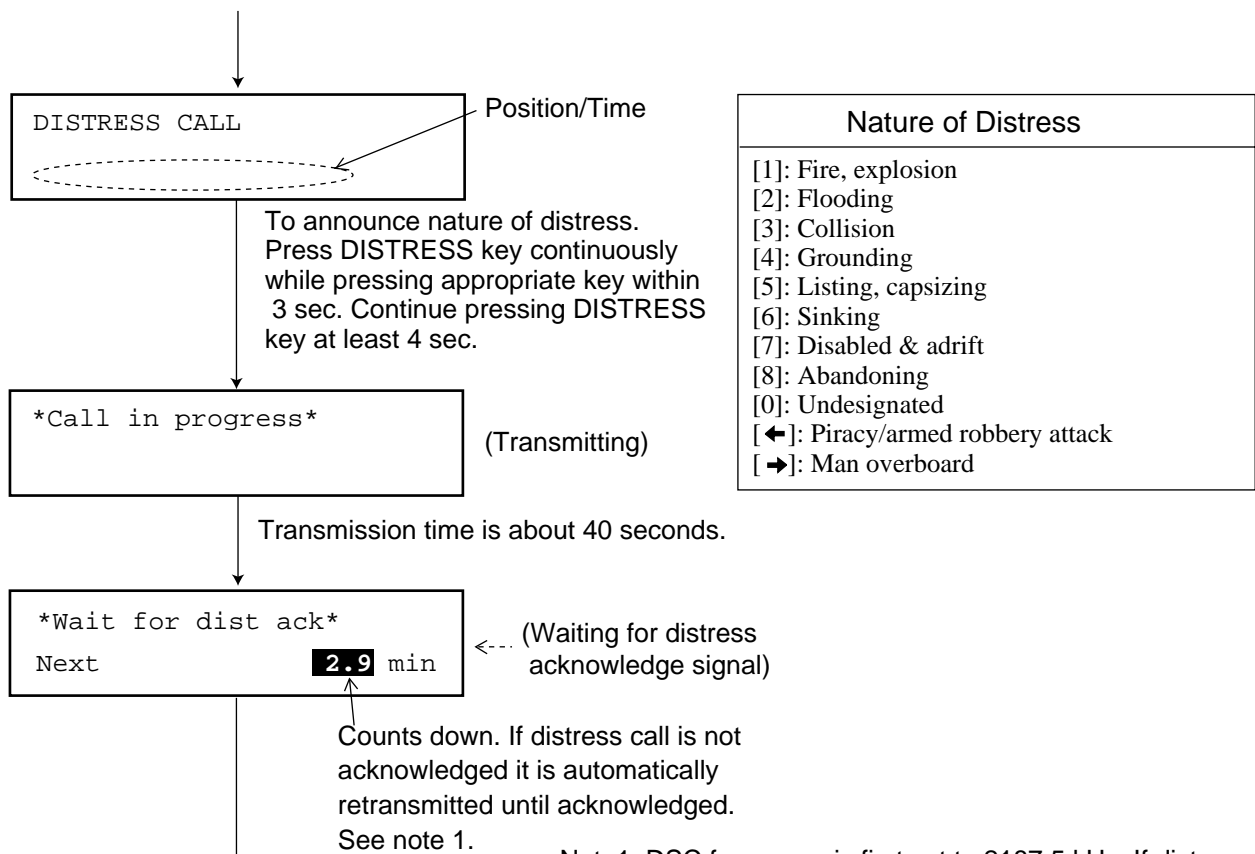 DISTRESS CALL
Position/Time
To announce nature of distress.
Press DISTRESS key continuously
while pressing appropriate key within
3 sec. Continue pressing DISTRESS
key at least 4 sec.
*Call in progress*
(Transmitting)
Transmission time is about 40 seconds.
*Wait for dist ack*
Next 2.9 min
(Waiting for distress
acknowledge signal)
Counts down. If distress call is not
acknowledged it is automatically
retransmitted until acknowledged.
See note 1.
Nature of Distress
[1]: Fire, explosion
[2]: Flooding
[3]: Collision
[4]: Grounding
[5]: Listing, capsizing
[6]: Sinking
[7]: Disabled & adrift
[8]: Abandoning
[0]: Undesignated
[←]: Piracy/armed robbery attack
[→]: Man overboard